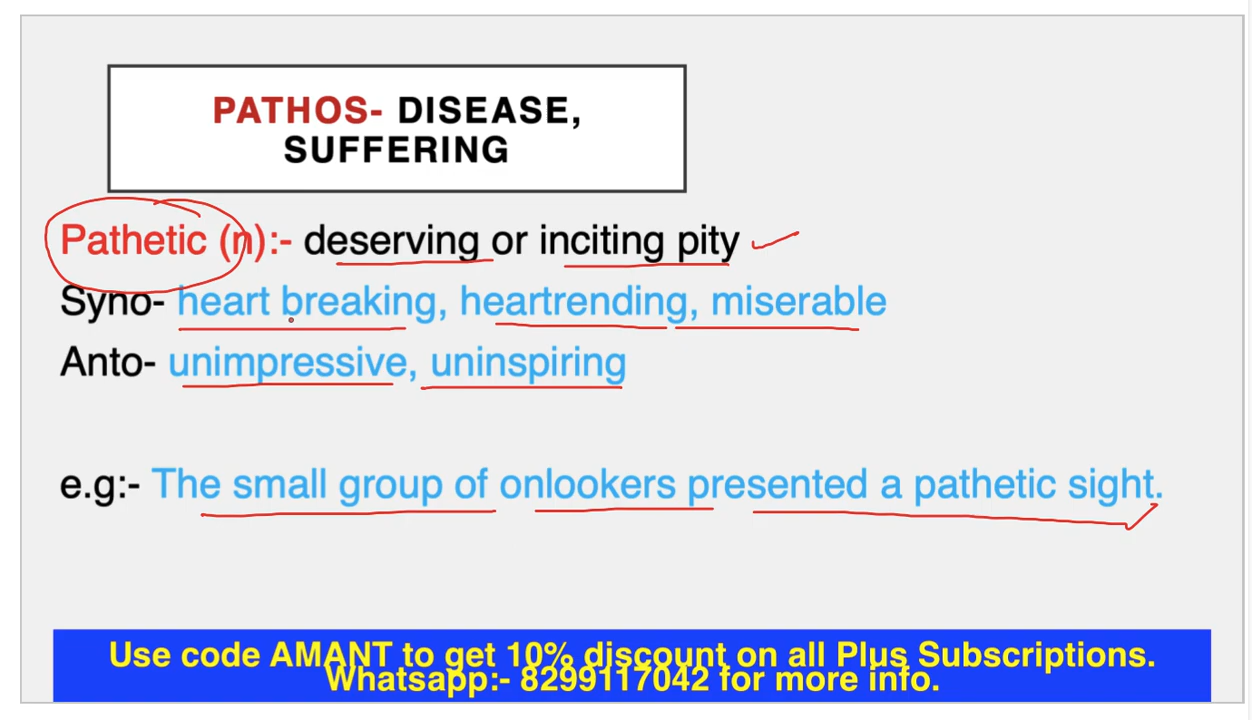 PATHOS- DISEASE,
SUFFERING
Pathetic (n):- deserving or inciting pity
Syno- heart breaking, heartrending, miserable
Anto- unimpressive, uninspiring
e.g:- The small group of onlookers presented a pathetic sight.
Use code AMANT to get 10% discount on all Plus Subscriptions.
Whatsapp:- 8299117042 for more info.